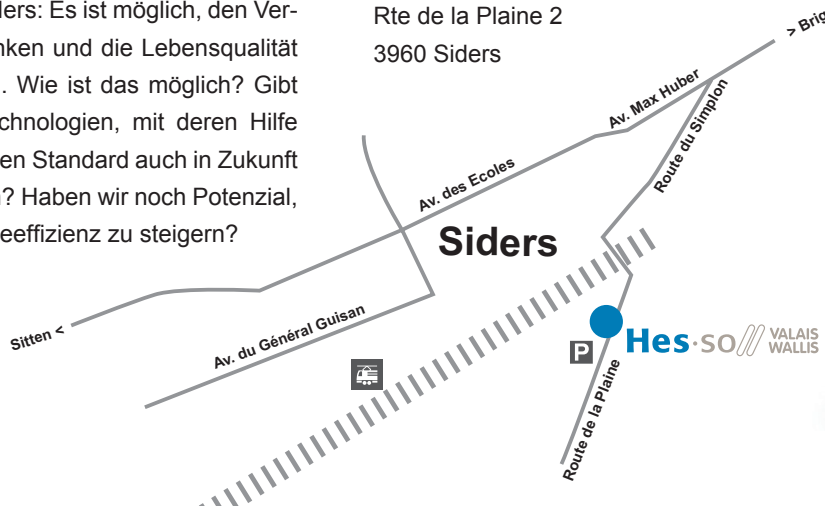 ders: Es ist möglich, den Ver-
ken und die Lebensqualität
. Wie ist das möglich? Gibt
chnologien, mit deren Hilfe
en Standard auch in Zukunft
? Haben wir noch Potenzial,
eeffizienz zu steigern?
Rte de la Plaine 2
3960 Siders
> Brig
Av. Max Huber
Route du Simplon
Av. des Ecoles
Siders
Sitten <
Av. du Général Guisan
P
Hes·so// VALAIS
WALLIS
Route de la Plaine